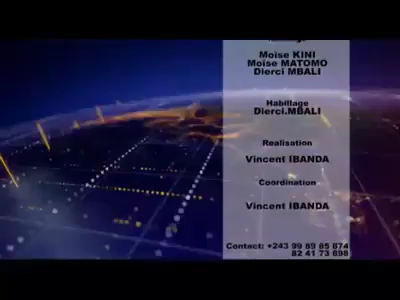 Moise KINI
Moise MATOMO
Dierci MBALI
Habillage
Dierci.MBALI
Realisation
Vincent IBANDA
Coordination
Vincent IBANDA
Contact: +243 99 89 85 874
82 41 73 898